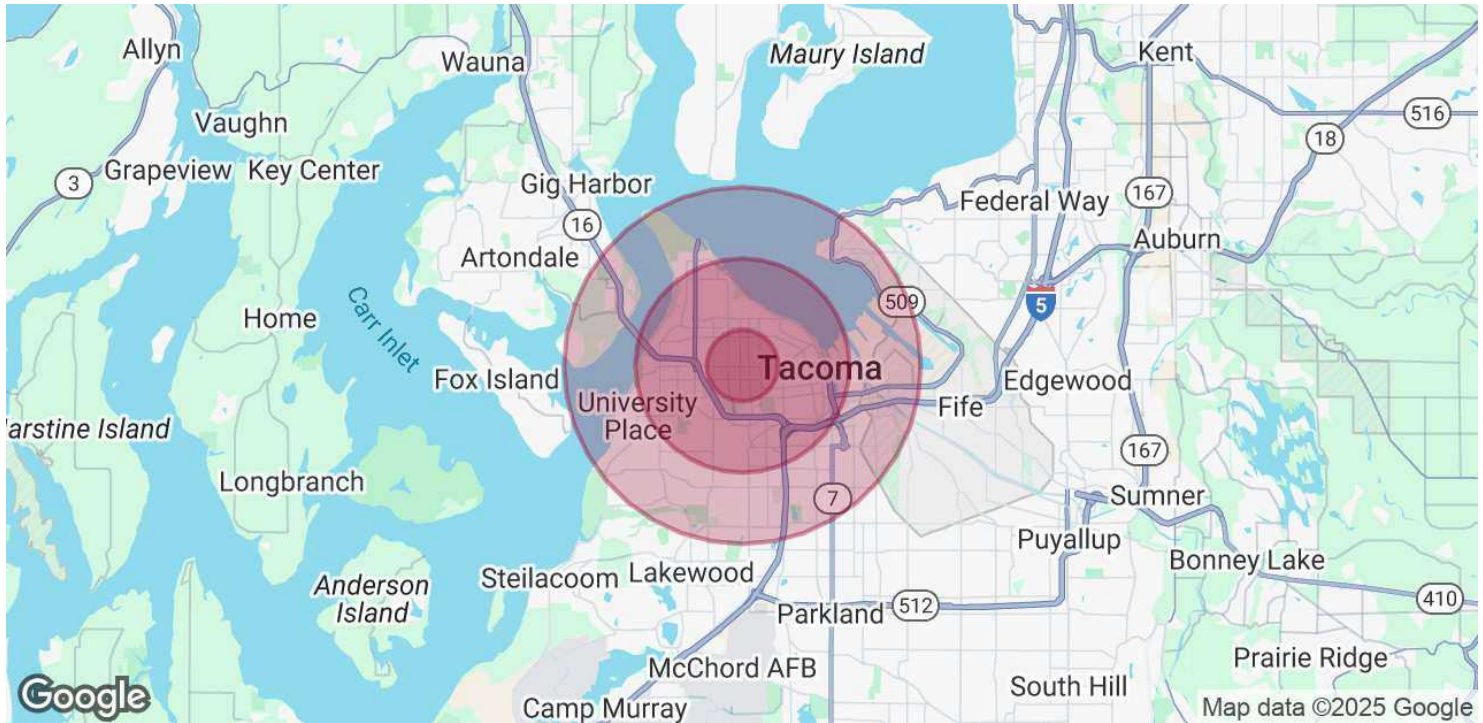 Allyn
Wauna
Maury Island
Kent
Vaughn
516
18
Grapeview
Key Center
3
Gig Harbor
167
Federal Way
16
Auburn
Artondale
Carr Inlet
509
5
Home
Tacoma
Fox Island
Edgewood
University
Place
Fife
arstine Island
167
Longbranch
7
Sumner
Puyallup
Bonney Lake
Steilacoom
Lakewood
Anderson
Island
512
Parkland
410
McChord AFB
Prairie Ridge
South Hill
Google
Camp Murray
Map data ©2025 Google